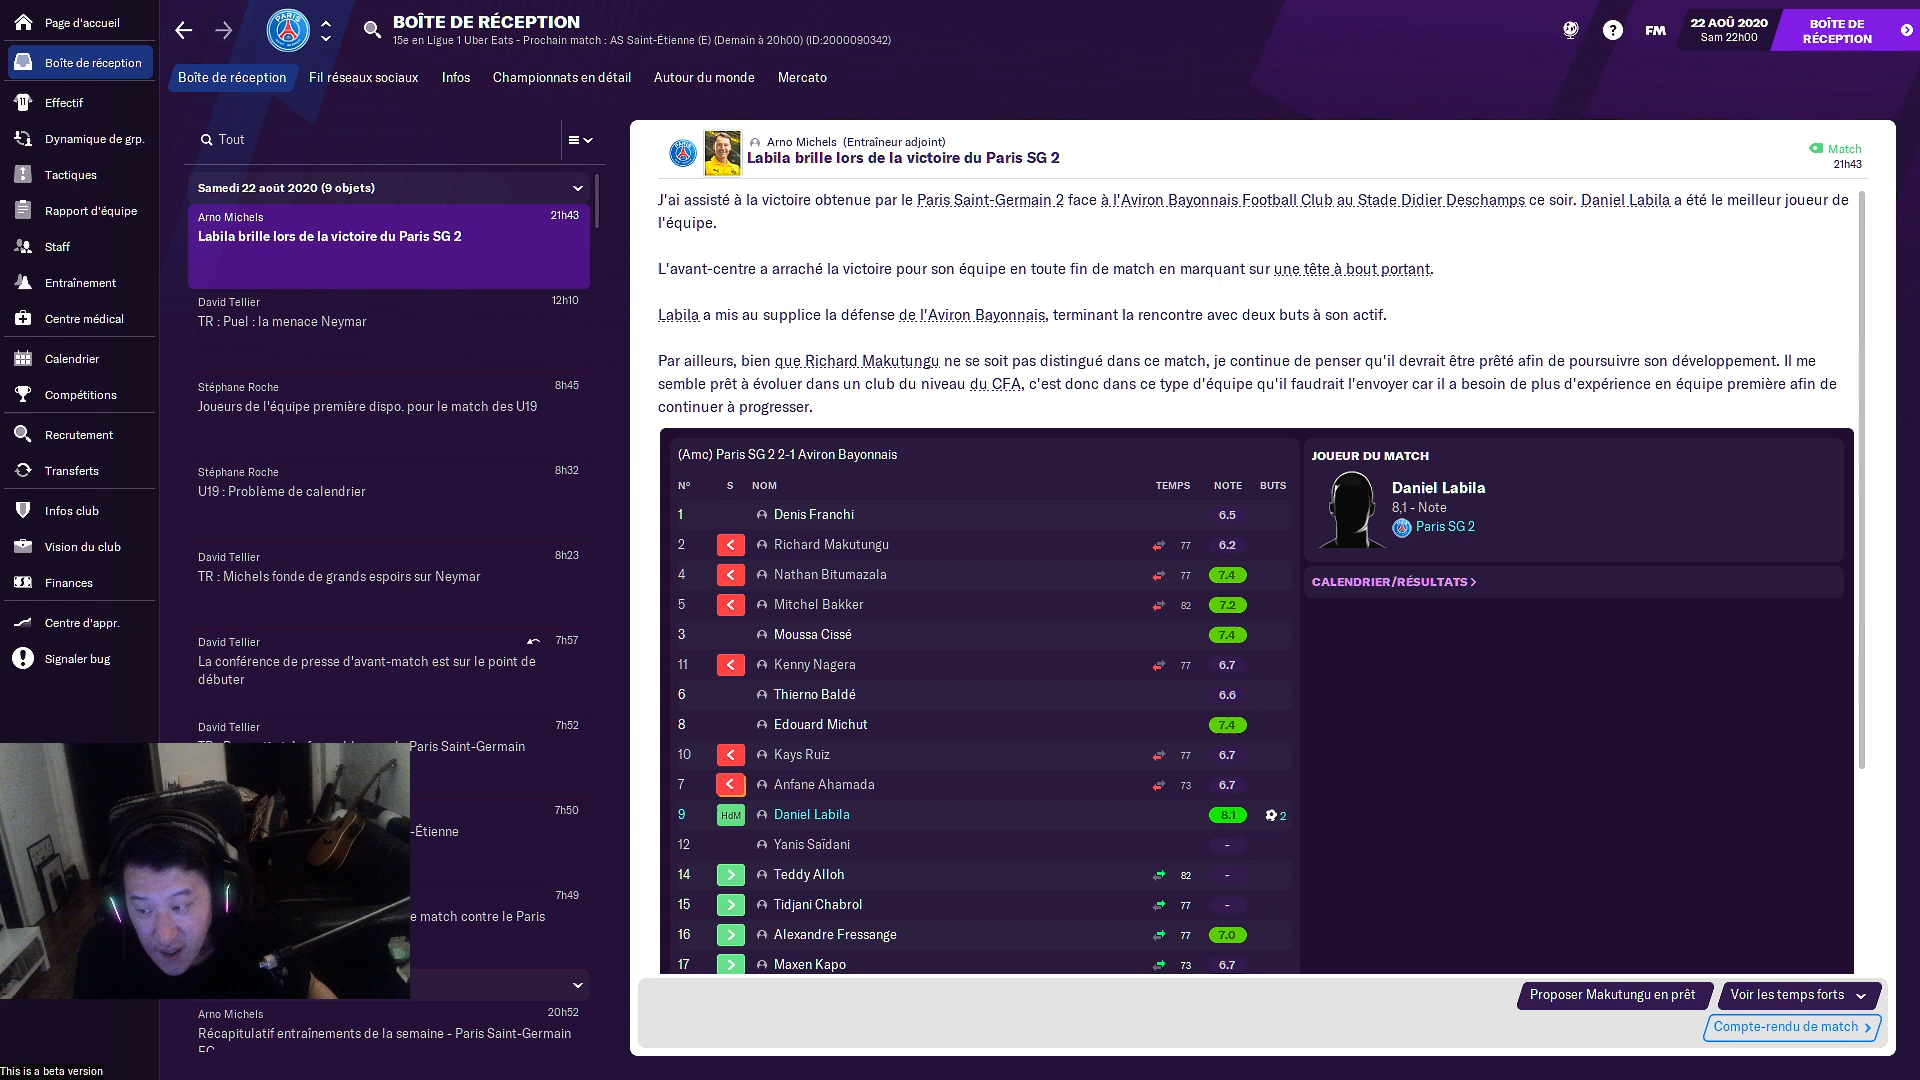 Page d'accueil
Boîte de réception
Effectif
Dynamique de grp.
Tactiques
Rapport d'équipe
Staff
Entraînement
Centre médical
Calendrier
Compétitions
Recrutement
Transferts
Infos club
Vision du club
Finances
Centre d'appr.
Signaler bug
This is a beta version
BOÎTE DE RÉCEPTION
15e en Ligue 1 Uber Eats - Prochain match : AS Saint-Étienne (E) (Demain à 20h00) (ID:2000090342)
FM
22 AOÛ 2020
Sam 22h00
BOÎTE DE
RÉCEPTION
Boîte de réception Fil réseaux sociaux Infos Championnats en détail Autour du monde Mercato
Tout
Samedi 22 août 2020 (9 objets)
Arno Michels 21h43
Labila brille lors de la victoire du Paris SG 2
David Tellier 12h10
TR : Puel : la menace Neymar
Stéphane Roche 8h45
Joueurs de l'équipe première dispo. pour le match des U19
Stéphane Roche 8h32
U19 : Problème de calendrier
David Tellier 8h23
TR : Michels fonde de grands espoirs sur Neymar
David Tellier 7h57
La conférence de presse d'avant-match est sur le point de
débuter
David Tellier 7h52
Paris Saint-Germain
7h50
-Étienne
7h49
e match contre le Paris
Arno Michels 20h52
Récapitulatif entraînements de la semaine - Paris Saint-Germain
FC
Arno Michels (Entraîneur adjoint)
Labila brille lors de la victoire du Paris SG 2
Match
21h43
J'ai assisté à la victoire obtenue par le Paris Saint-Germain 2 face à l'Aviron Bayonnais Football Club au Stade Didier Deschamps ce soir. Daniel Labila a été le meilleur joueur de
l'équipe.
L'avant-centre a arraché la victoire pour son équipe en toute fin de match en marquant sur une tête à bout portant.
Labila a mis au supplice la défense de l'Aviron Bayonnais, terminant la rencontre avec deux buts à son actif.
Par ailleurs, bien que Richard Makutungu ne se soit pas distingué dans ce match, je continue de penser qu'il devrait être prêté afin de poursuivre son développement. Il me
semble prêt à évoluer dans un club du niveau du CFA, c'est donc dans ce type d'équipe qu'il faudrait l'envoyer car il a besoin de plus d'expérience en équipe première afin de
continuer à progresser.
(Amc) Paris SG 2 2-1 Aviron Bayonnais
N° S NOM TEMPS NOTE BUTS
1 Denis Franchi 6.5
2 Richard Makutungu 77 6.2
4 Nathan Bitumazala 77 7.4
5 Mitchel Bakker 82 7.2
3 Moussa Cissé 7.4
11 Kenny Nagera 77 6.7
6 Thierno Baldé 6.6
8 Edouard Michut 7.4
10 Kays Ruiz 77 6.7
7 Anfane Ahamada 73 6.7
9 HdM Daniel Labila 8.1 2
12 Yanis Saïdani -
14 Teddy Alloh 82 -
15 Tidjani Chabrol 77 -
16 Alexandre Fressange 77 7.0
17 Maxen Kapo 73 6.7
JOUEUR DU MATCH
Daniel Labila
8,1 - Note
Paris SG 2
CALENDRIER/RÉSULTATS >
Proposer Makutungu en prêt
Voir les temps forts
Compte-rendu de match